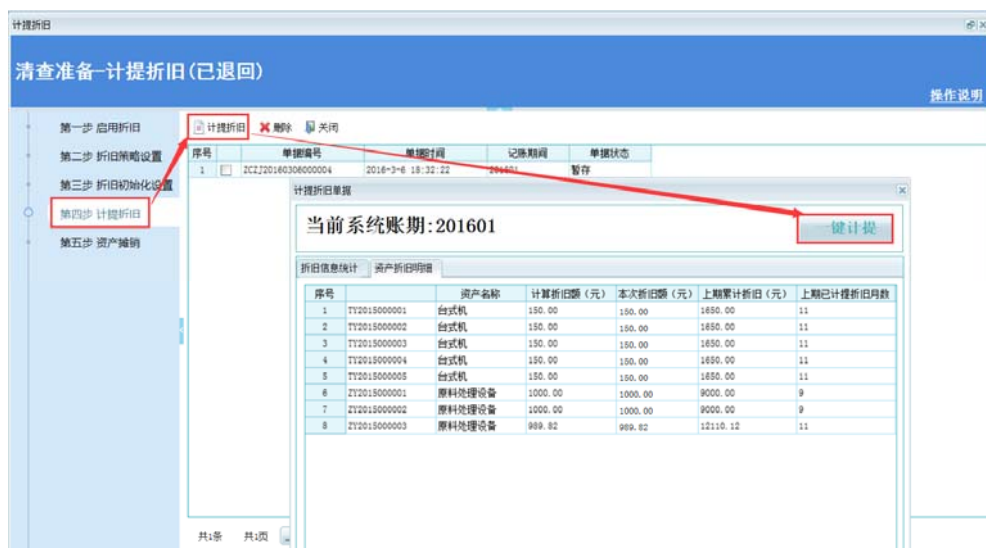 计提折旧
清查准备—计提折旧(已退回)
操作说明
第一步 启用折旧
第二步 折旧策略设置
第三步 折旧初始化设置
第四步 计提折旧
第五步 资产摊销
计提折旧 删除 关闭
序号 单据编号 单据时间 记账期间 单据状态
1 ZCZJ20160306000004 2016-3-6 18:32:22 201601 暂存
计提折旧单据
当前系统账期:201601
一键计提
折旧信息统计 资产折旧明细
序号 资产名称 计算折旧额（元） 本次折旧额（元） 上期累计折旧（元） 上期已计提折旧月数
1 TY2015000001 台式机 150.00 150.00 1650.00 11
2 TY2015000002 台式机 150.00 150.00 1650.00 11
3 TY2015000003 台式机 150.00 150.00 1650.00 11
4 TY2015000004 台式机 150.00 150.00 1650.00 11
5 TY2015000005 台式机 150.00 150.00 1650.00 11
6 ZY2015000001 原料处理设备 1000.00 1000.00 9000.00 9
7 ZY2015000002 原料处理设备 1000.00 1000.00 9000.00 9
8 ZY2015000003 原料处理设备 989.82 989.82 12110.12 11
共1条 共1页